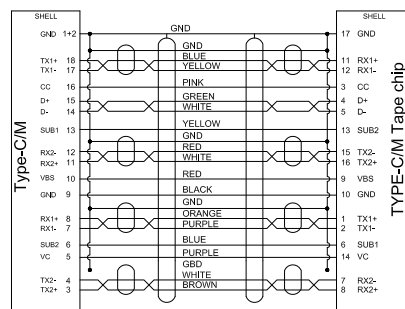 SHELL
SHELL
GND
GND 1+2
17 GND
GND
BLUE
TX1+ 18
11 RX1+
YELLOW
TX1- 17
12 RX1-
PINK
CC 16
3 CC
GREEN
D+ 15
4 D+
WHITE
D- 14
5 D-
YELLOW
SUB1 13
13 SUB2
GND
RED
RX2- 12
15 TX2-
WHITE
RX2+ 11
16 TX2+
RED
VBS 10
9 VBS
BLACK
GND 9
10 GND
GND
ORANGE
RX1+ 8
1 TX1+
PURPLE
RX1- 7
2 TX1-
BLUE
SUB2 6
6 SUB1
PURPLE
VC 5
14 VC
GBD
WHITE
TX2- 4
7 RX2-
BROWN
TX2+ 3
8 RX2+
Type-C/M
TYPE-C/M Tape chip